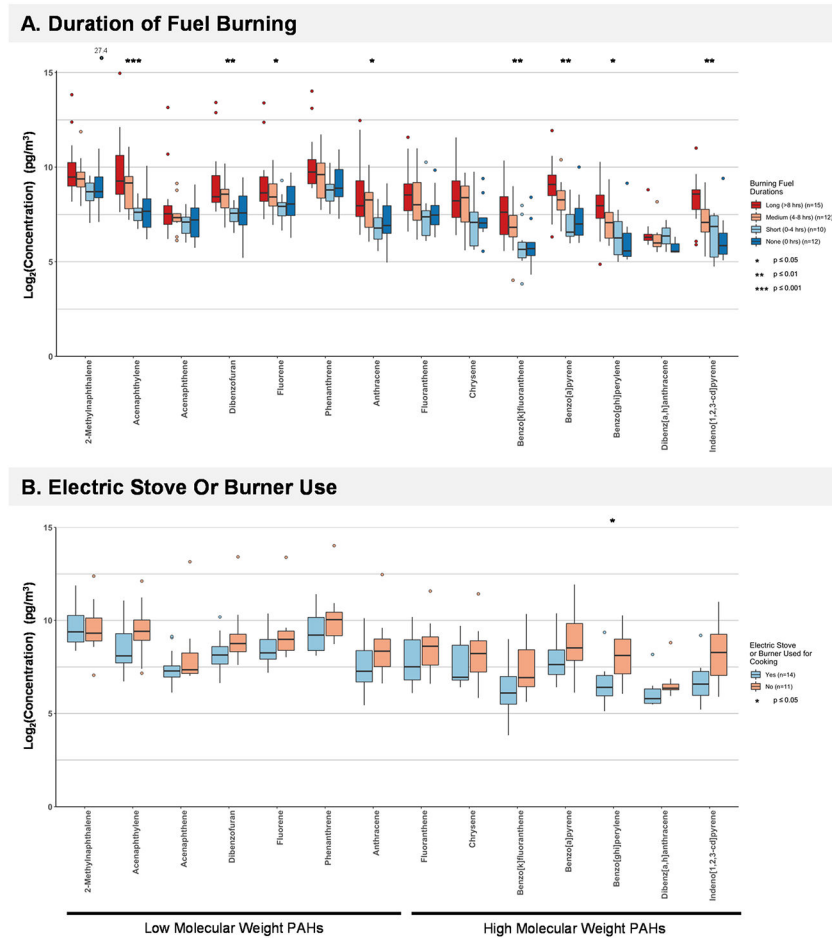 A. Duration of Fuel Burning
27.4
*** ** * * ** ** * **
15
10
5
0
Log2(Concentration) (pg/m3)
2-Methylnaphthalene
Acenaphthylene
Acenaphthene
Dibenzofuran
Fluorene
Phenanthrene
Anthracene
Fluoranthene
Chrysene
Benzo[k]fluoranthene
Benzo[a]pyrene
Benzo[ghi]perylene
Dibenz[a,h]anthracene
Indeno[1,2,3-cd]pyrene
Burning Fuel
Durations
Long (>8 hrs) (n=15)
Medium (4-8 hrs) (n=12)
Short (0-4 hrs) (n=10)
None (0 hrs) (n=12)
* p ≤ 0.05
** p ≤ 0.01
*** p ≤ 0.001
B. Electric Stove Or Burner Use
*
15
10
5
0
Log2(Concentration) (pg/m3)
2-Methylnaphthalene
Acenaphthylene
Acenaphthene
Dibenzofuran
Fluorene
Phenanthrene
Anthracene
Fluoranthene
Chrysene
Benzo[k]fluoranthene
Benzo[a]pyrene
Benzo[ghi]perylene
Dibenz[a,h]anthracene
Indeno[1,2,3-cd]pyrene
Electric Stove
or Burner Used for
Cooking
Yes (n=14)
No (n=11)
* p ≤ 0.05
Low Molecular Weight PAHs
High Molecular Weight PAHs